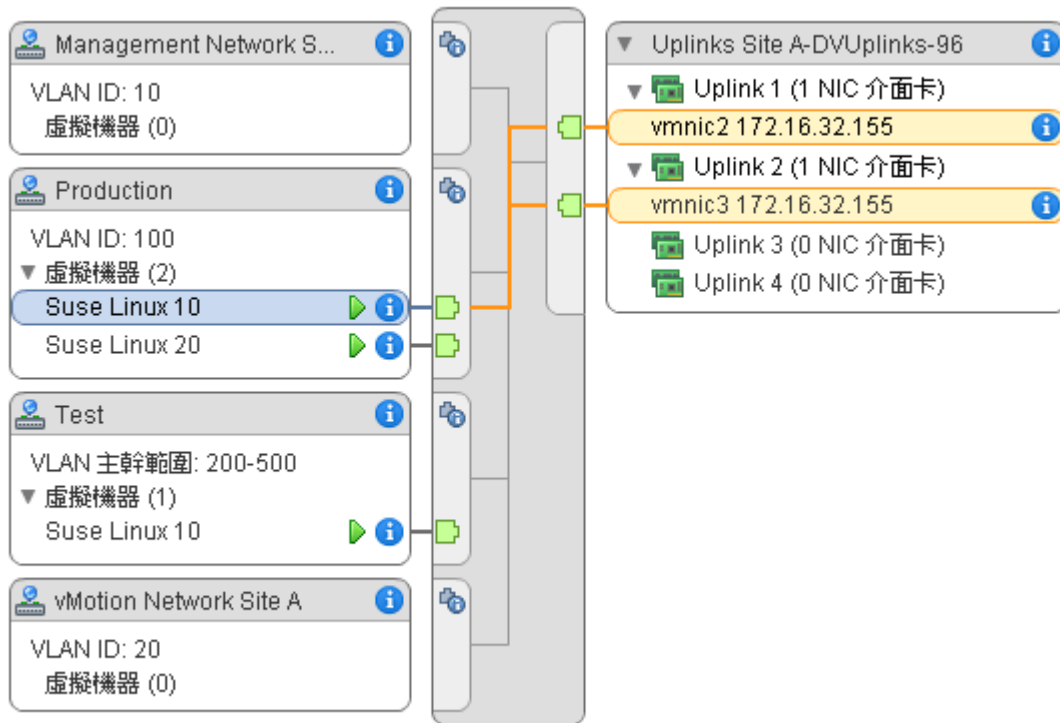 Management Network S...
VLAN ID: 10
虛擬機器 (0)
Production
VLAN ID: 100
虛擬機器 (2)
Suse Linux 10
Suse Linux 20
Test
VLAN 主幹範圍: 200-500
虛擬機器 (1)
Suse Linux 10
vMotion Network Site A
VLAN ID: 20
虛擬機器 (0)
Uplinks Site A-DVUplinks-96
Uplink 1 (1 NIC 介面卡)
vmnic2 172.16.32.155
Uplink 2 (1 NIC 介面卡)
vmnic3 172.16.32.155
Uplink 3 (0 NIC 介面卡)
Uplink 4 (0 NIC 介面卡)